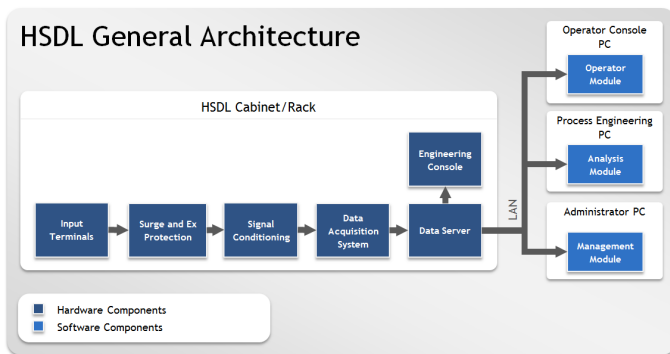 HSDL General Architecture
HSDL Cabinet/Rack
Input
Terminals
Surge and Ex
Protection
Signal
Conditioning
Data
Acquisition
System
Data Server
Engineering
Console
LAN
Operator Console
PC
Operator
Module
Process Engineering
PC
Analysis
Module
Administrator PC
Management
Module
Hardware Components
Software Components